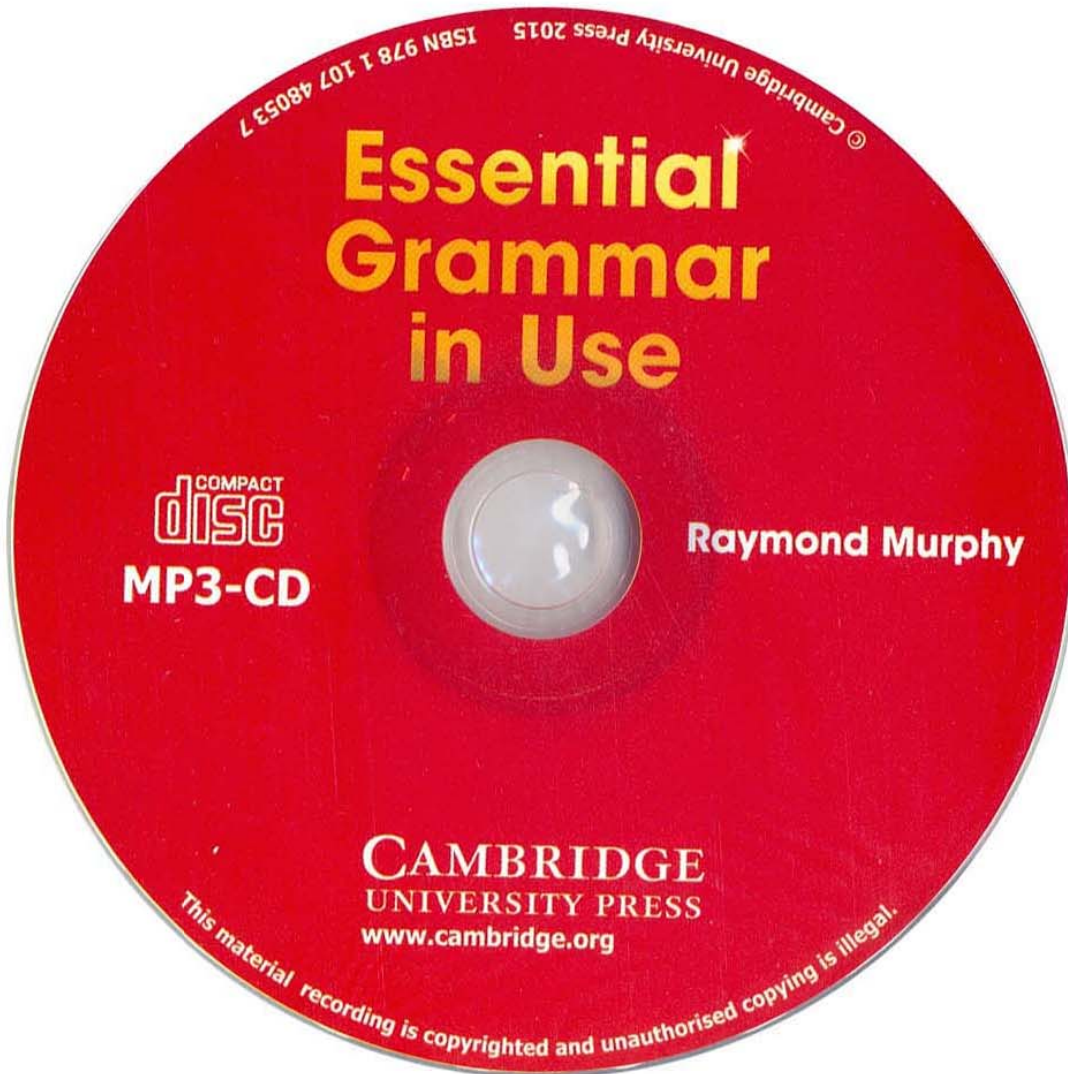 © Cambridge University Press 2015 ISBN 978 1 107 48053 7
Essential
Grammar
in Use
COMPACT
disc
MP3-CD
Raymond Murphy
CAMBRIDGE
UNIVERSITY PRESS
www.cambridge.org
This material recording is copyrighted and unauthorised copying is illegal.